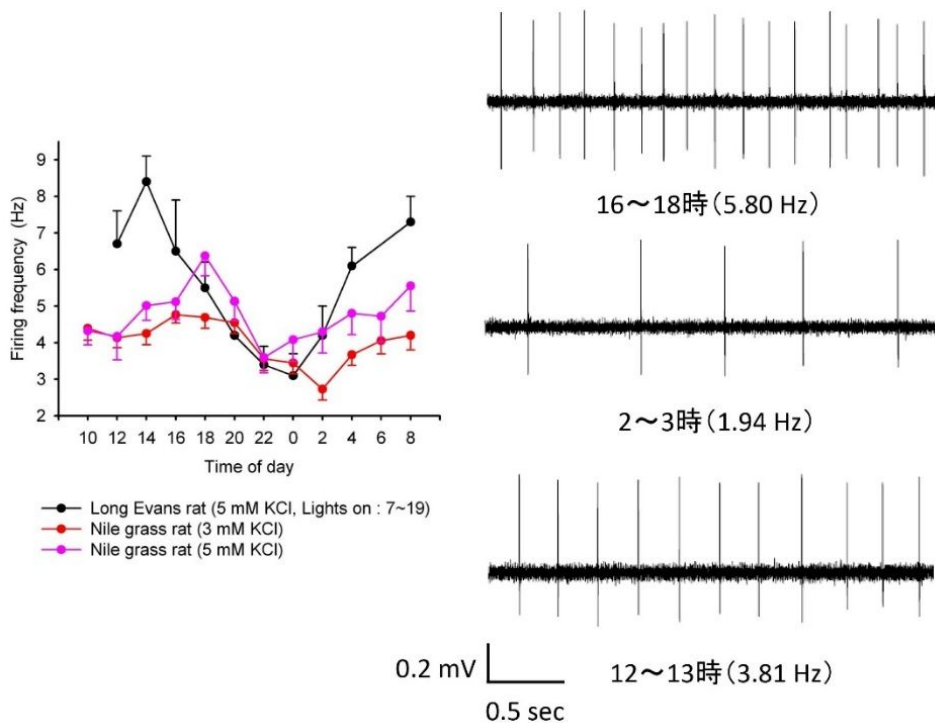 Firing frequency (Hz)
9
8
7
6
5
4
3
2
10 12 14 16 18 20 22 0 2 4 6 8
Time of day
Long Evans rat (5 mM KCl, Lights on : 7~19)
Nile grass rat (3 mM KCl)
Nile grass rat (5 mM KCl)
16～18時（5.80 Hz）
2～3時（1.94 Hz）
12～13時（3.81 Hz）
0.2 mV
0.5 sec